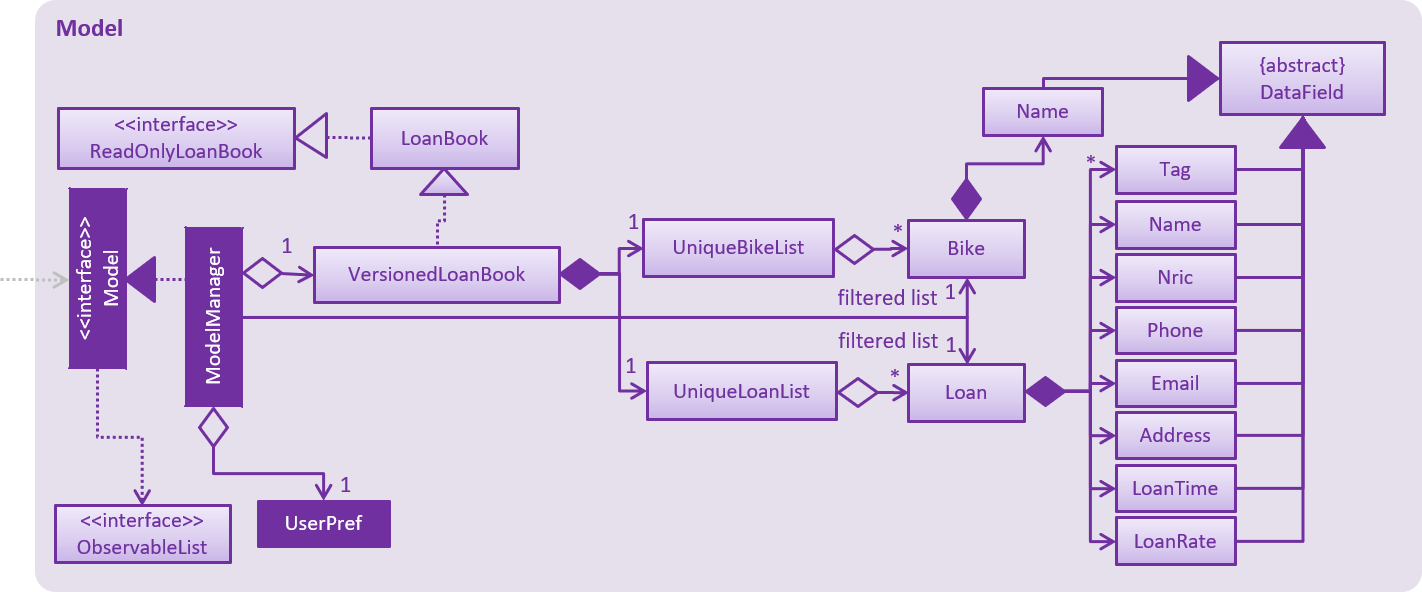 Model
{abstract}
DataField
Name
<<interface>>
ReadOnlyLoanBook
LoanBook
*
Tag
<<interface>>
Model
ModelManager
1
VersionedLoanBook
1
UniqueBikeList
*
Bike
Name
Nric
filtered list
1
filtered list
1
Phone
1
UniqueLoanList
*
Loan
Email
Address
LoanTime
LoanRate
1
UserPref
<<interface>>
ObservableList